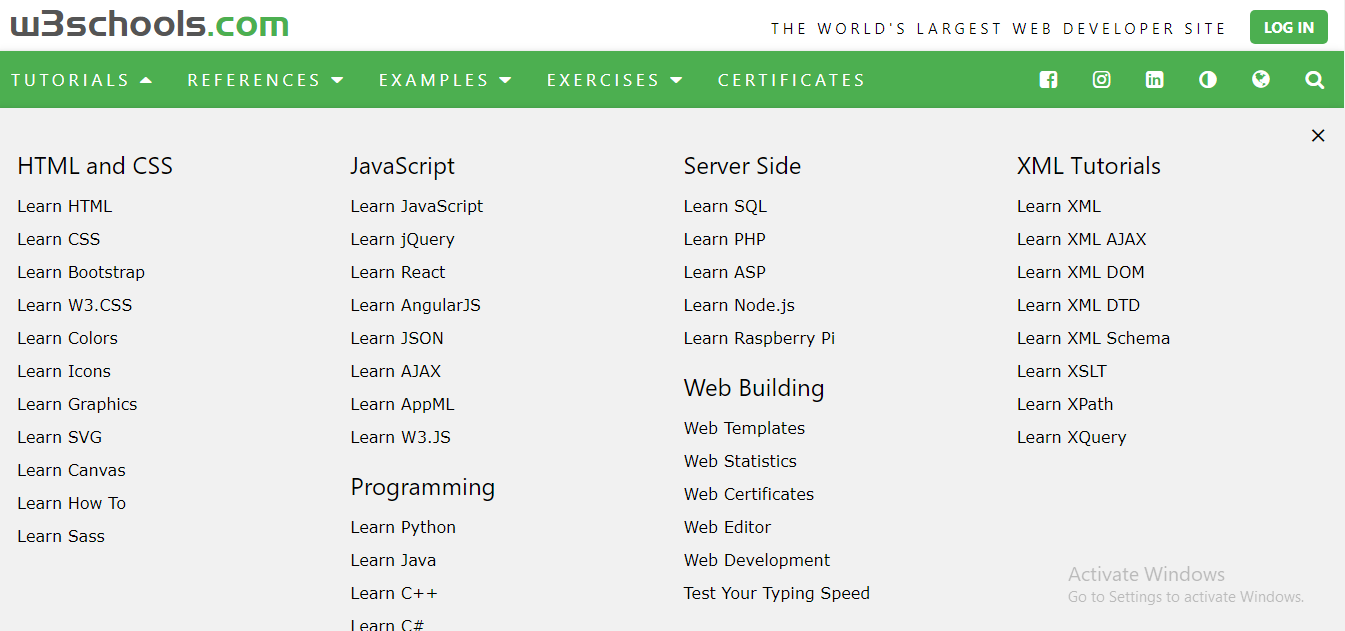 w3schools.com
THE WORLD'S LARGEST WEB DEVELOPER SITE
LOG IN
TUTORIALS
REFERENCES
EXAMPLES
EXERCISES
CERTIFICATES
HTML and CSS
Learn HTML
Learn CSS
Learn Bootstrap
Learn W3.CSS
Learn Colors
Learn Icons
Learn Graphics
Learn SVG
Learn Canvas
Learn How To
Learn Sass
JavaScript
Learn JavaScript
Learn jQuery
Learn React
Learn AngularJS
Learn JSON
Learn AJAX
Learn AppML
Learn W3.JS
Programming
Learn Python
Learn Java
Learn C++
Learn C#
Server Side
Learn SQL
Learn PHP
Learn ASP
Learn Node.js
Learn Raspberry Pi
Web Building
Web Templates
Web Statistics
Web Certificates
Web Editor
Web Development
Test Your Typing Speed
XML Tutorials
Learn XML
Learn XML AJAX
Learn XML DOM
Learn XML DTD
Learn XML Schema
Learn XSLT
Learn XPath
Learn XQuery
Activate Windows
Go to Settings to activate Windows.